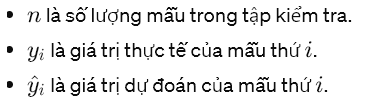 • n là số lượng mẫu trong tập kiểm tra.
• yᵢ là giá trị thực tế của mẫu thứ i.
• ŷᵢ là giá trị dự đoán của mẫu thứ i.